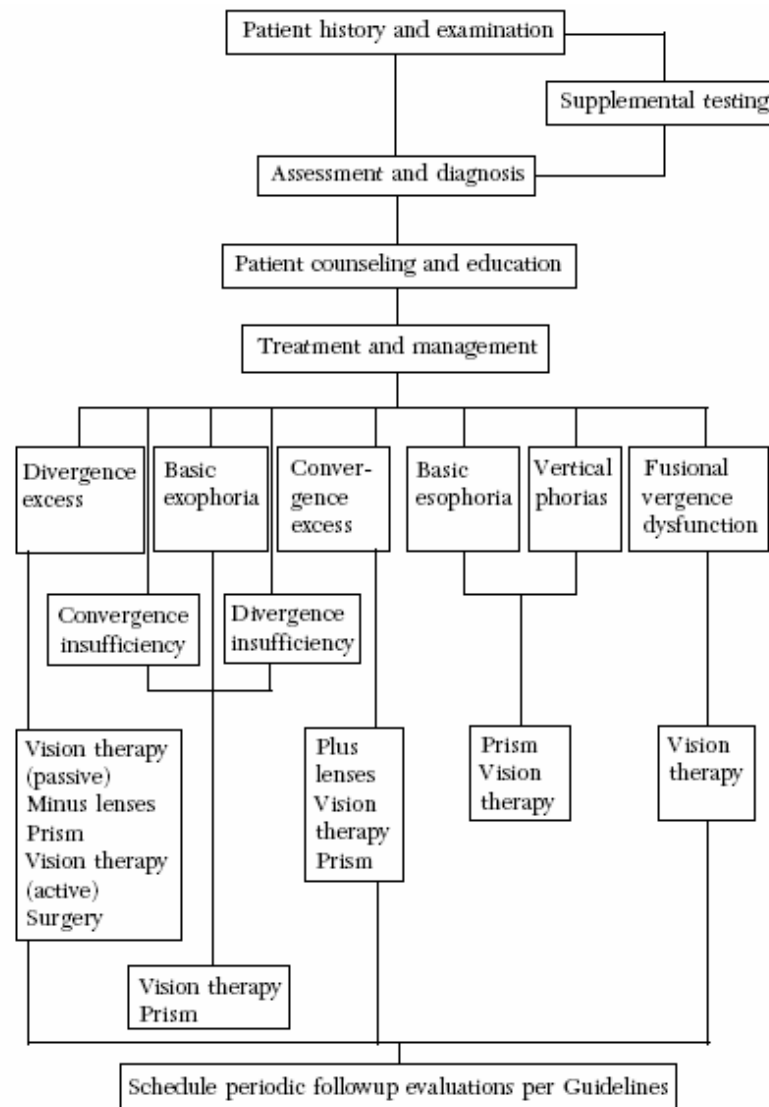 Patient history and examination
Supplemental testing
Assessment and diagnosis
Patient counseling and education
Treatment and management
Divergence
excess
Basic
exophoria
Conver-
gence
excess
Basic
esophoria
Vertical
phorias
Fusional
vergence
dysfunction
Convergence
insufficiency
Divergence
insufficiency
Vision therapy
(passive)
Minus lenses
Prism
Vision therapy
(active)
Surgery
Plus
lenses
Vision
therapy
Prism
Prism
Vision
therapy
Vision
therapy
Vision therapy
Prism
Schedule periodic followup evaluations per Guidelines